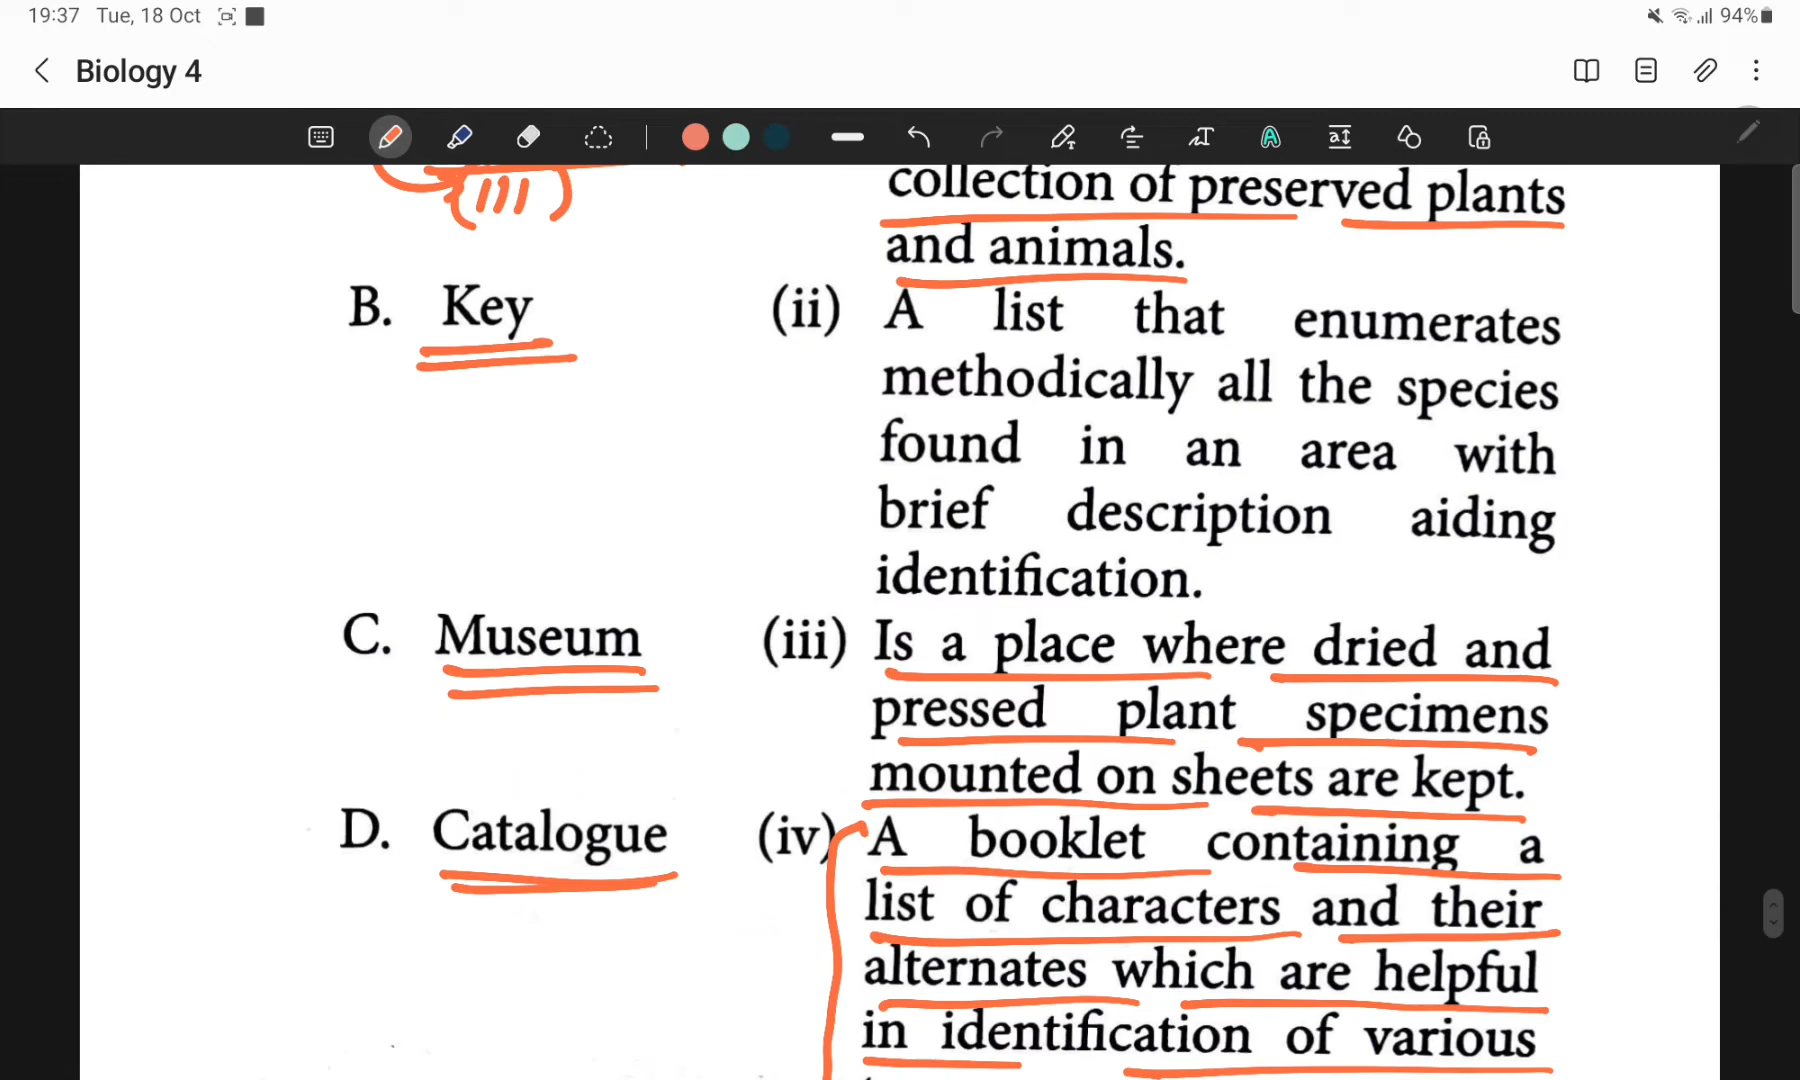 19:37 Tue, 18 Oct 94%
Biology 4
(iii)
collection of preserved plants
and animals.
B. Key (ii) A list that enumerates
methodically all the species
found in an area with
brief description aiding
identification.
C. Museum (iii) Is a place where dried and
pressed plant specimens
mounted on sheets are kept.
D. Catalogue (iv) A booklet containing a
list of characters and their
alternates which are helpful
in identification of various